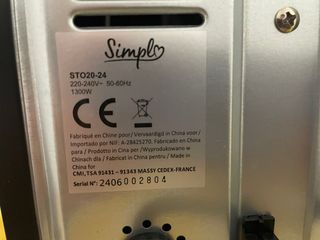 Simpl
STO20-24
220-240V~ 50-60Hz
1300W
CE
Fabriqué en Chine pour/ Vervaardigd in China voor /
Importado por NIF: A-28425270. Fabricado en China
para / Prodotto in Cina per / Wyprodukowano w
Chinach dla / Fabricat în China pentru / Made in
China for
CMI, TSA 91431 – 91343 MASSY CEDEX-FRANCE
Serial N°: 2406002804